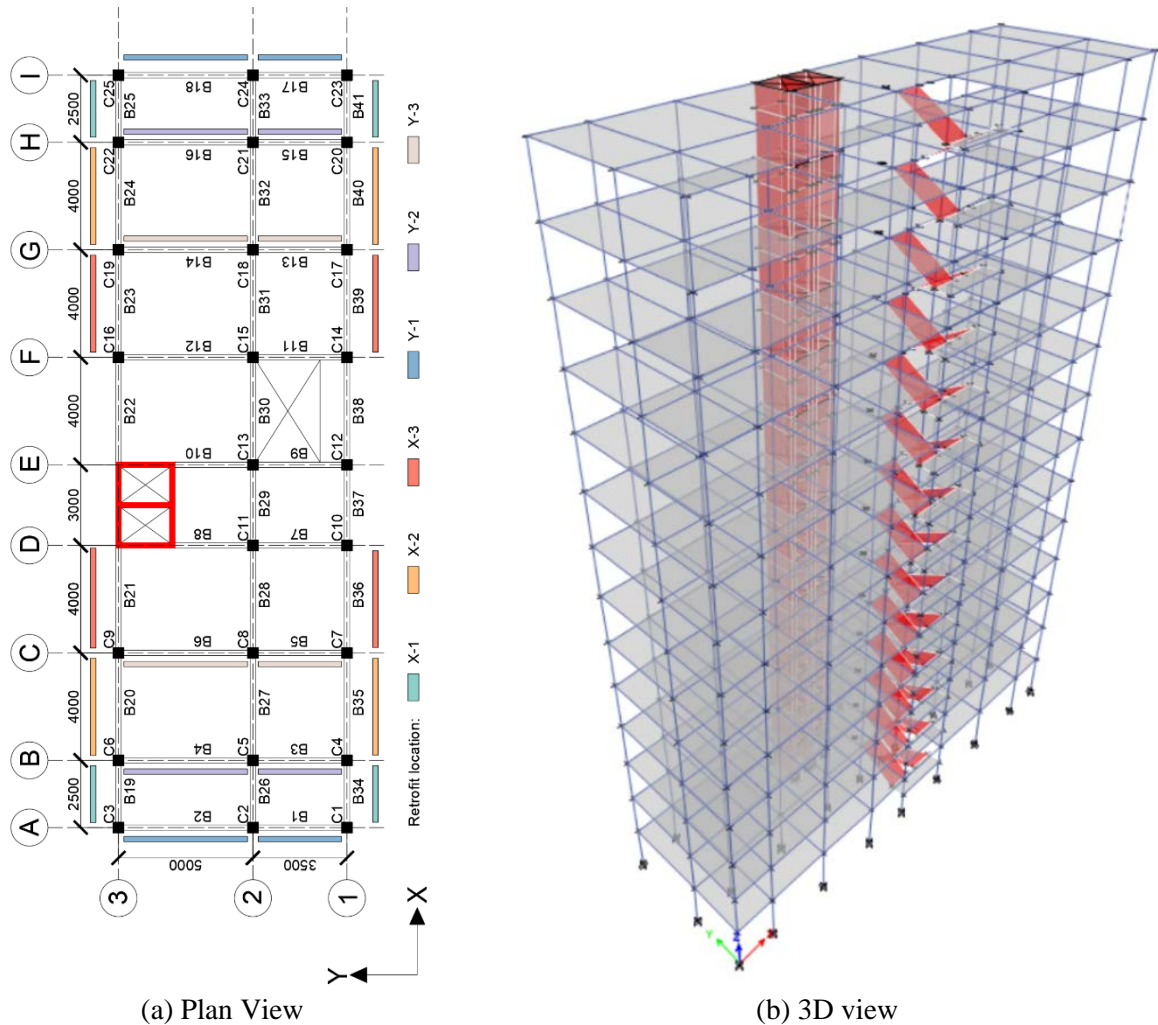 A B C D E F G H I
2500 4000 4000 3000 4000 4000 4000 2500
3
C3 C6 C9 C16 C19 C22 C25
B19 B20 B21 B22 B23 B24 B25
5000
B2 B4 B6 B8 B10 B12 B14 B16 B18
2
C2 C5 C8 C11 C13 C15 C18 C21 C24
B26 B27 B28 B29 B30 B31 B32 B33
3500
B1 B3 B5 B7 B9 B11 B13 B15 B17
1
C1 C4 C7 C10 C12 C14 C17 C20 C23
B34 B35 B36 B37 B38 B39 B40 B41
Y
X
Retrofit location: X-1 X-2 X-3 Y-1 Y-2 Y-3
Y Z
(a) Plan View
(b) 3D view